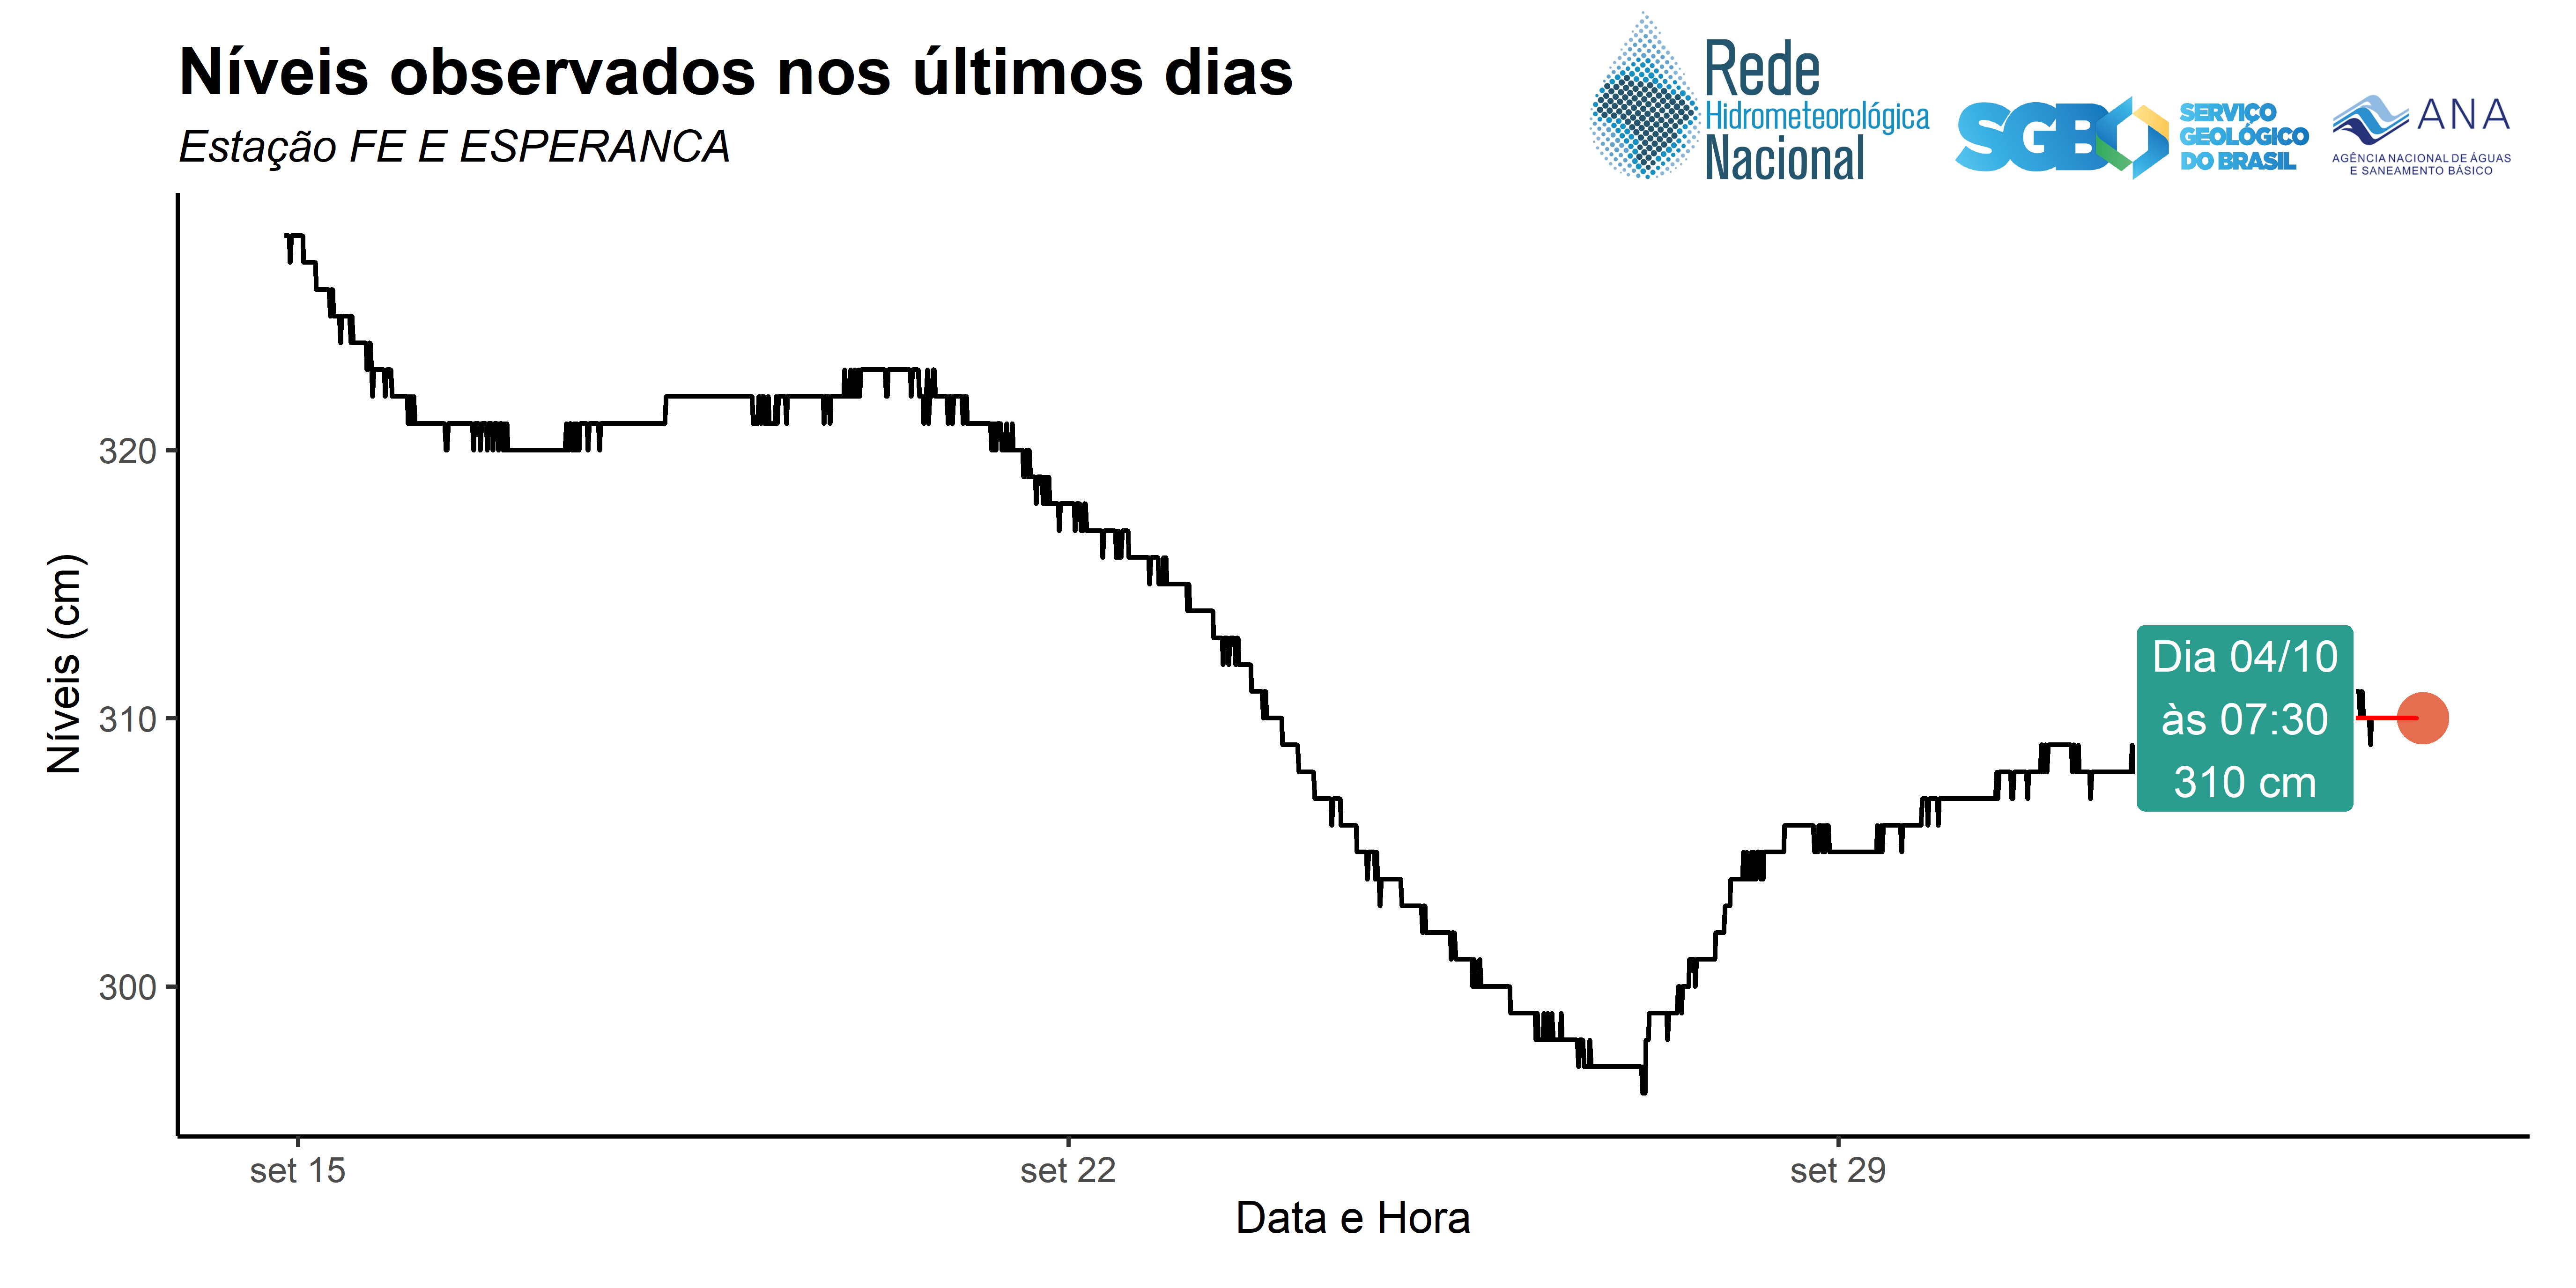 Níveis observados nos últimos dias
Estação FE E ESPERANCA
Rede
Hidrometeorológica
Nacional
SGB
SERVIÇO
GEOLÓGICO
DO BRASIL
ANA
AGÊNCIA NACIONAL DE ÁGUAS
E SANEAMENTO BÁSICO
Níveis (cm)
320
310
300
Dia 04/10
às 07:30
310 cm
set 15
set 22
set 29
Data e Hora